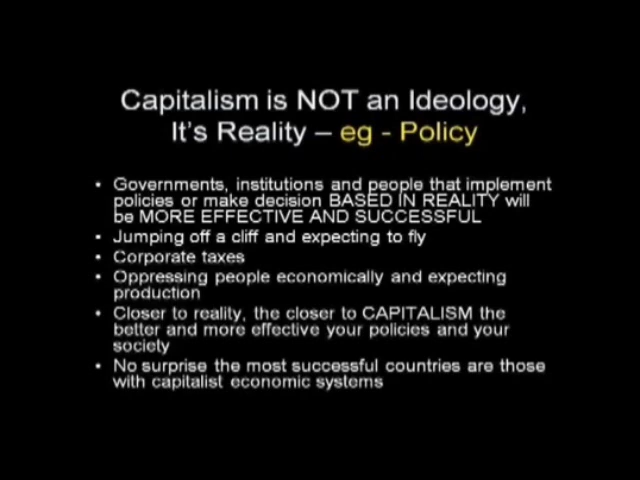 Capitalism is NOT an Ideology,
It's Reality – eg - Policy
• Governments, institutions and people that implement
policies or make decision BASED IN REALITY will
be MORE EFFECTIVE AND SUCCESSFUL
• Jumping off a cliff and expecting to fly
• Corporate taxes
• Oppressing people economically and expecting
production
• Closer to reality, the closer to CAPITALISM the
better and more effective your policies and your
society
• No surprise the most successful countries are those
with capitalist economic systems